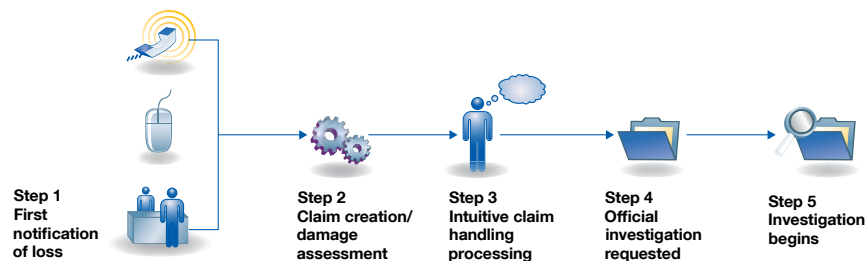 Step 1
First
notification
of loss
Step 2
Claim creation/
damage
assessment
Step 3
Intuitive claim
handling
processing
Step 4
Official
investigation
requested
Step 5
Investigation
begins